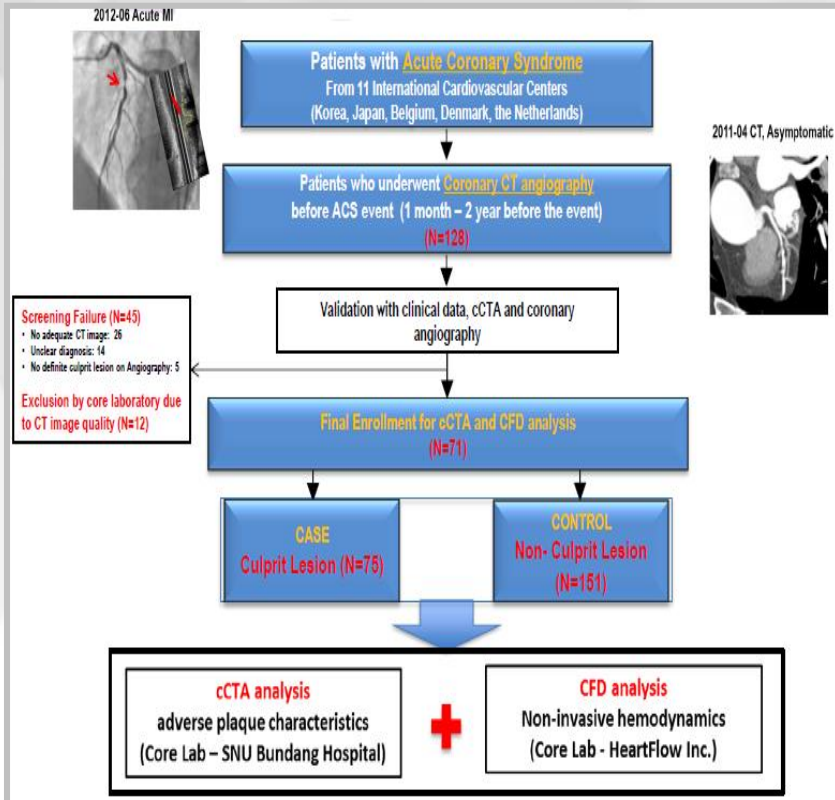 2012-06 Acute MI
Patients with Acute Coronary Syndrome
From 11 International Cardiovascular Centers
(Korea, Japan, Belgium, Denmark, the Netherlands)
2011-04 CT, Asymptomatic
Patients who underwent Coronary CT angiography
before ACS event (1 month – 2 year before the event)
(N=128)
Validation with clinical data, cCTA and coronary
angiography
Screening Failure (N=45)
• No adequate CT image: 26
• Unclear diagnosis: 14
• No definite culprit lesion on Angiography: 5
Exclusion by core laboratory due
to CT image quality (N=12)
Final Enrollment for cCTA and CFD analysis
(N=71)
CASE
Culprit Lesion (N=75)
CONTROL
Non- Culprit Lesion
(N=151)
cCTA analysis
adverse plaque characteristics
(Core Lab – SNU Bundang Hospital)
CFD analysis
Non-invasive hemodynamics
(Core Lab - HeartFlow Inc.)